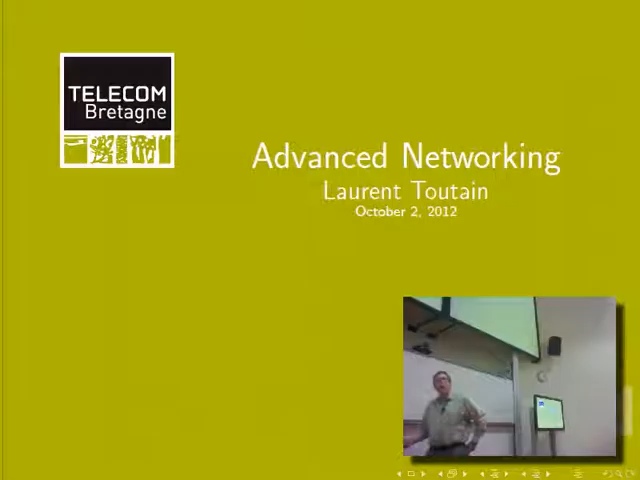 TELECOM
Bretagne
Advanced Networking
Laurent Toutain
October 2, 2012